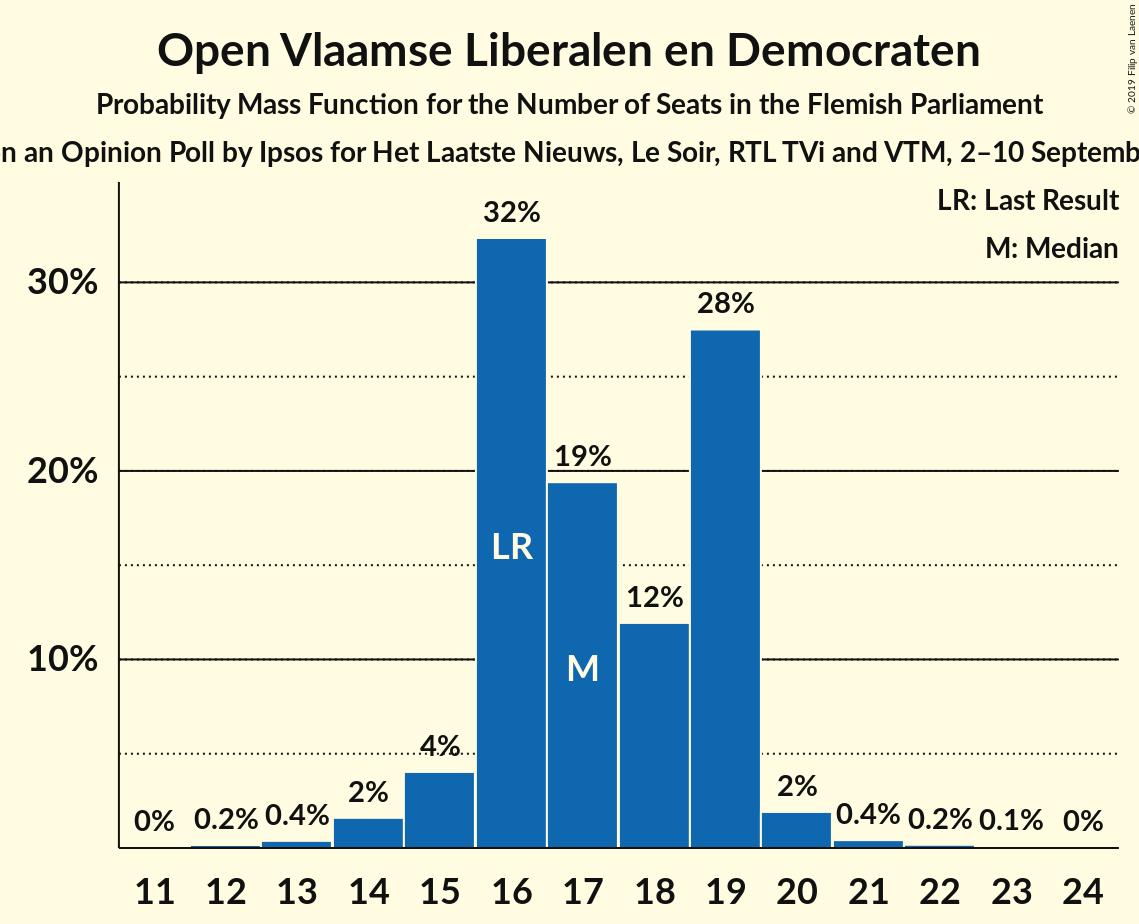 Open Vlaamse Liberalen en Democraten
Probability Mass Function for the Number of Seats in the Flemish Parliament
n an Opinion Poll by Ipsos for Het Laatste Nieuws, Le Soir, RTL TVi and VTM, 2–10 Septemb
© 2019 Filip van Laenen
LR: Last Result
M: Median
32%
30%
28%
20%
19%
LR
12%
10%
M
4%
2%
2%
0% 0.2% 0.4% 0.4% 0.2% 0.1% 0%
11 12 13 14 15 16 17 18 19 20 21 22 23 24